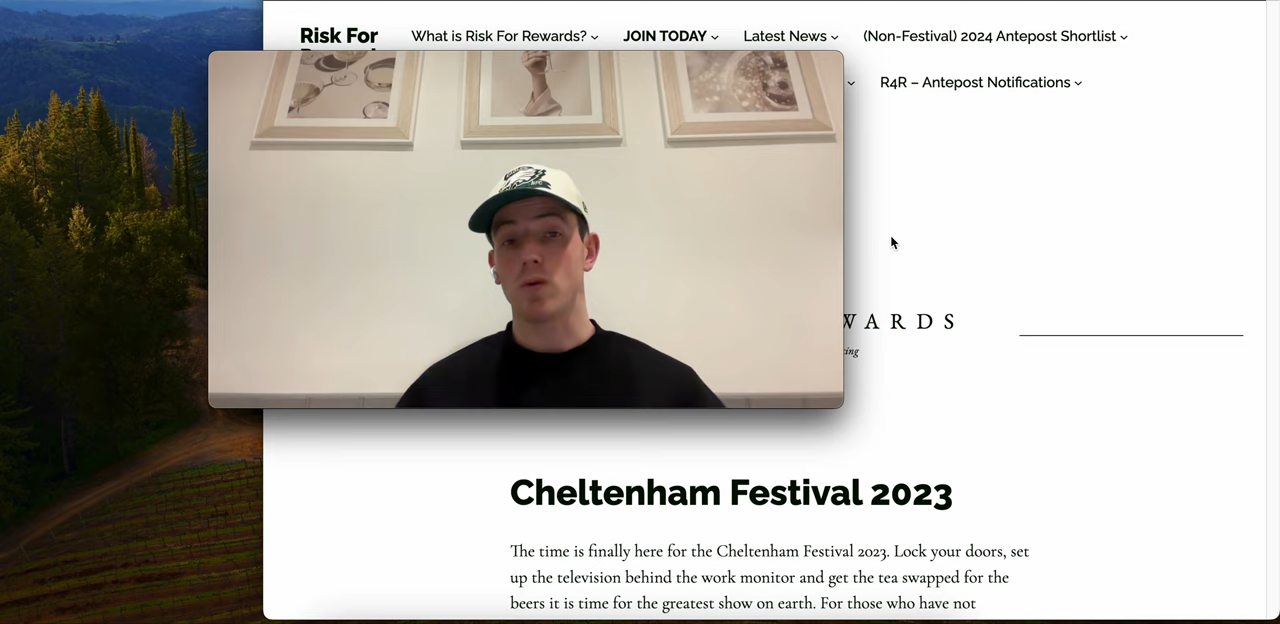 Risk For
What is Risk For Rewards?
JOIN TODAY
Latest News
(Non-Festival) 2024 Antepost Shortlist
R4R – Antepost Notifications
WARDS
Cheltenham Festival 2023
The time is finally here for the Cheltenham Festival 2023. Lock your doors, set
up the television behind the work monitor and get the tea swapped for the
beers it is time for the greatest show on earth. For those who have not